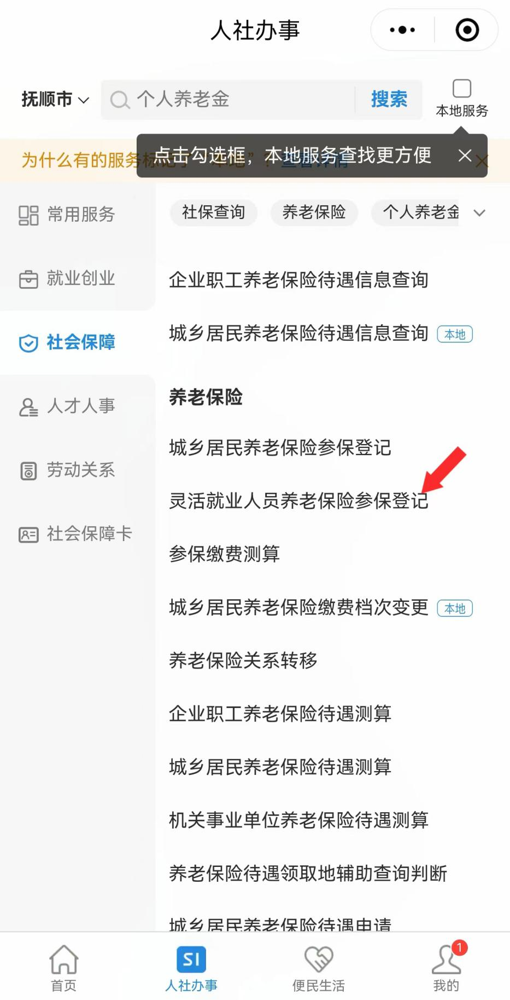 人社办事
抚顺市
个人养老金
搜索
本地服务
点击勾选框，本地服务查找更方便
为什么有的服务标记了“本地”？查看详情
常用服务
就业创业
社会保障
人才人事
劳动关系
社会保障卡
社保查询
养老保险
个人养老金
企业职工养老保险待遇信息查询
城乡居民养老保险待遇信息查询 本地
养老保险
城乡居民养老保险参保登记
灵活就业人员养老保险参保登记
参保缴费测算
城乡居民养老保险缴费档次变更 本地
养老保险关系转移
企业职工养老保险待遇测算
城乡居民养老保险待遇测算
机关事业单位养老保险待遇测算
养老保险待遇领取地辅助查询判断
城乡居民养老保险待遇申请
首页
SI
人社办事
便民生活
1
我的